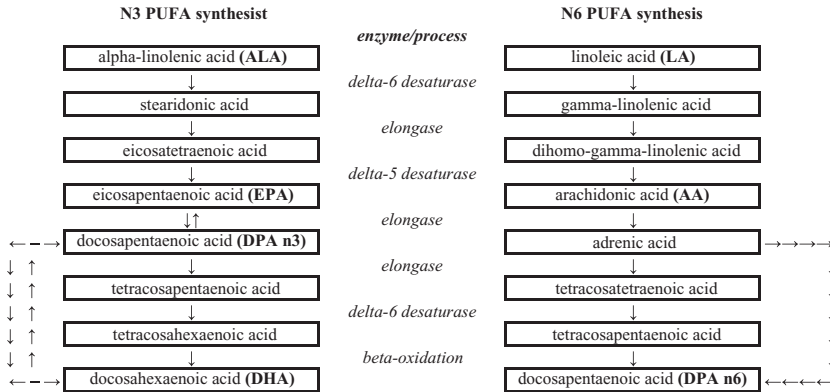 N3 PUFA synthesist
N6 PUFA synthesis
enzyme/process
alpha-linolenic acid (ALA)
linoleic acid (LA)
↓ delta-6 desaturase ↓
stearidonic acid
gamma-linolenic acid
↓ elongase ↓
eicosatetraenoic acid
dihomo-gamma-linolenic acid
↓ delta-5 desaturase ↓
eicosapentaenoic acid (EPA)
arachidonic acid (AA)
↓↑ elongase ↓
docosapentaenoic acid (DPA n3)
adrenic acid
↓ elongase ↓
tetracosapentaenoic acid
tetracosatetraenoic acid
↓ delta-6 desaturase ↓
tetracosahexaenoic acid
tetracosapentaenoic acid
↓ beta-oxidation ↓
docosahexaenoic acid (DHA)
docosapentaenoic acid (DPA n6)